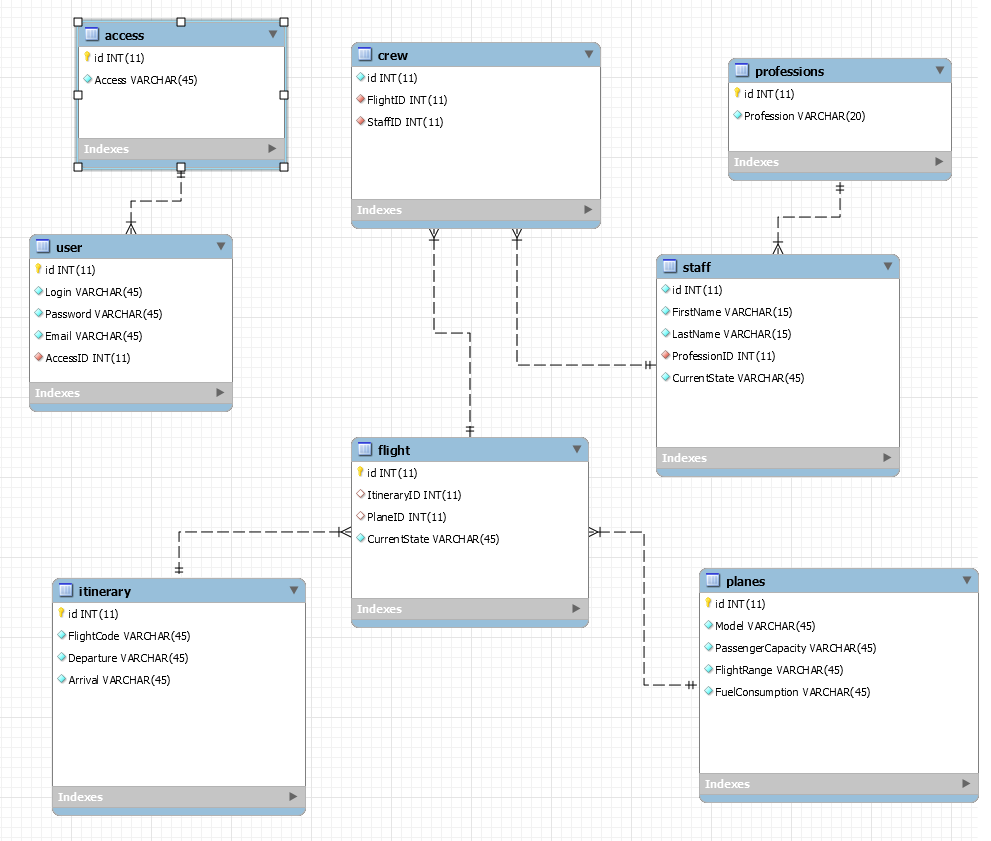 access
id INT(11)
Access VARCHAR(45)
Indexes
crew
id INT(11)
FlightID INT(11)
StaffID INT(11)
Indexes
professions
id INT(11)
Profession VARCHAR(20)
Indexes
user
id INT(11)
Login VARCHAR(45)
Password VARCHAR(45)
Email VARCHAR(45)
AccessID INT(11)
Indexes
staff
id INT(11)
FirstName VARCHAR(15)
LastName VARCHAR(15)
ProfessionID INT(11)
CurrentState VARCHAR(45)
Indexes
flight
id INT(11)
ItineraryID INT(11)
PlaneID INT(11)
CurrentState VARCHAR(45)
Indexes
itinerary
id INT(11)
FlightCode VARCHAR(45)
Departure VARCHAR(45)
Arrival VARCHAR(45)
Indexes
planes
id INT(11)
Model VARCHAR(45)
PassengerCapacity VARCHAR(45)
FlightRange VARCHAR(45)
FuelConsumption VARCHAR(45)
Indexes